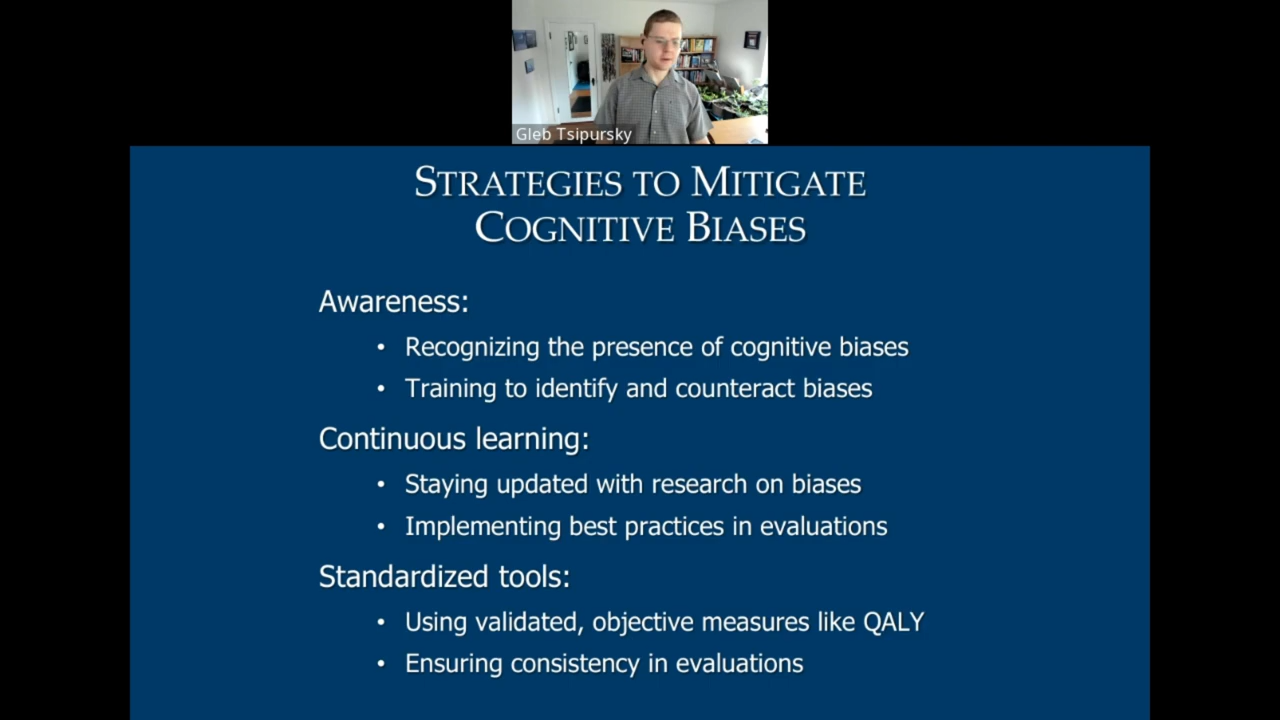 Gleb Tsipursky
STRATEGIES TO MITIGATE
COGNITIVE BIASES
Awareness:
• Recognizing the presence of cognitive biases
• Training to identify and counteract biases
Continuous learning:
• Staying updated with research on biases
• Implementing best practices in evaluations
Standardized tools:
• Using validated, objective measures like QALY
• Ensuring consistency in evaluations